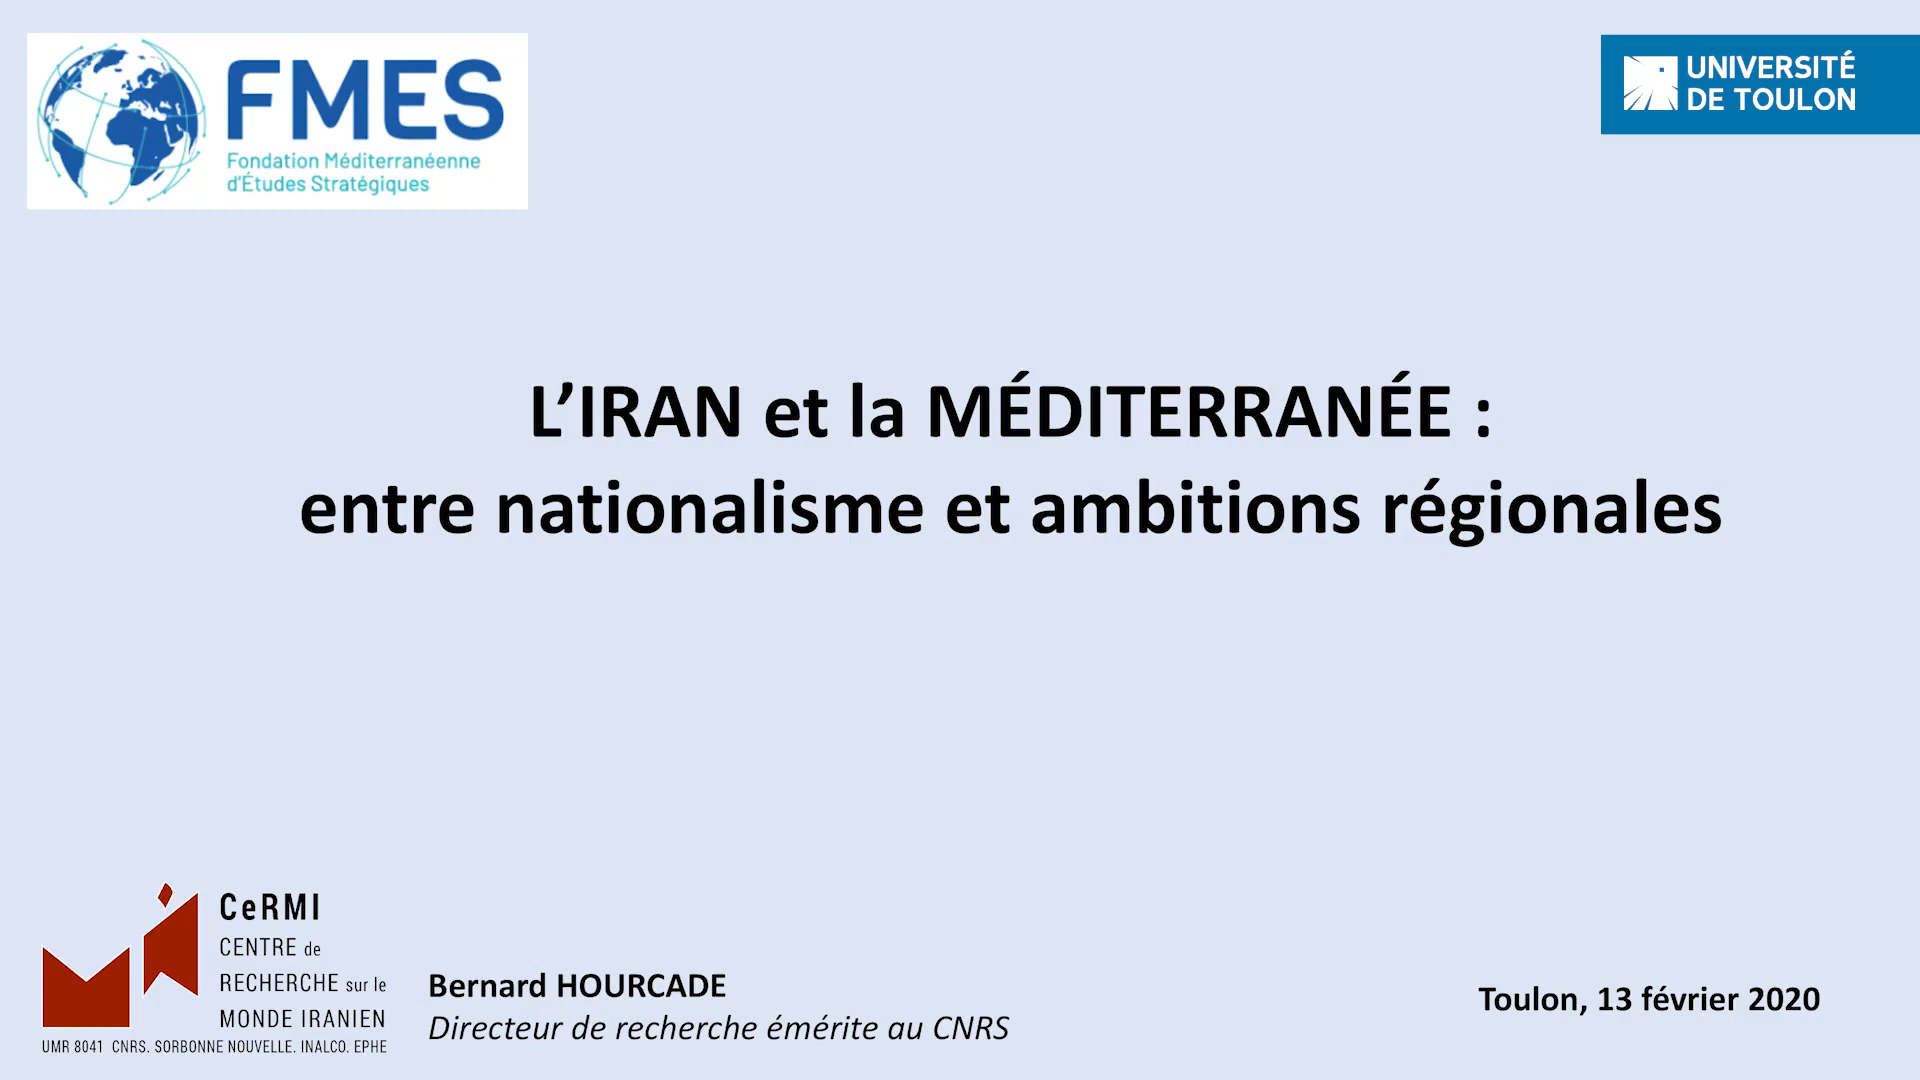 FMES
Fondation Méditerranéenne
d'Études Stratégiques
UNIVERSITÉ
DE TOULON
L’IRAN et la MÉDITERRANÉE :
entre nationalisme et ambitions régionales
CeRMI
CENTRE de
RECHERCHE sur le
MONDE IRANIEN
UMR 8041 CNRS. SORBONNE NOUVELLE. INALCO. EPHE
Bernard HOURCADE
Directeur de recherche émérite au CNRS
Toulon, 13 février 2020